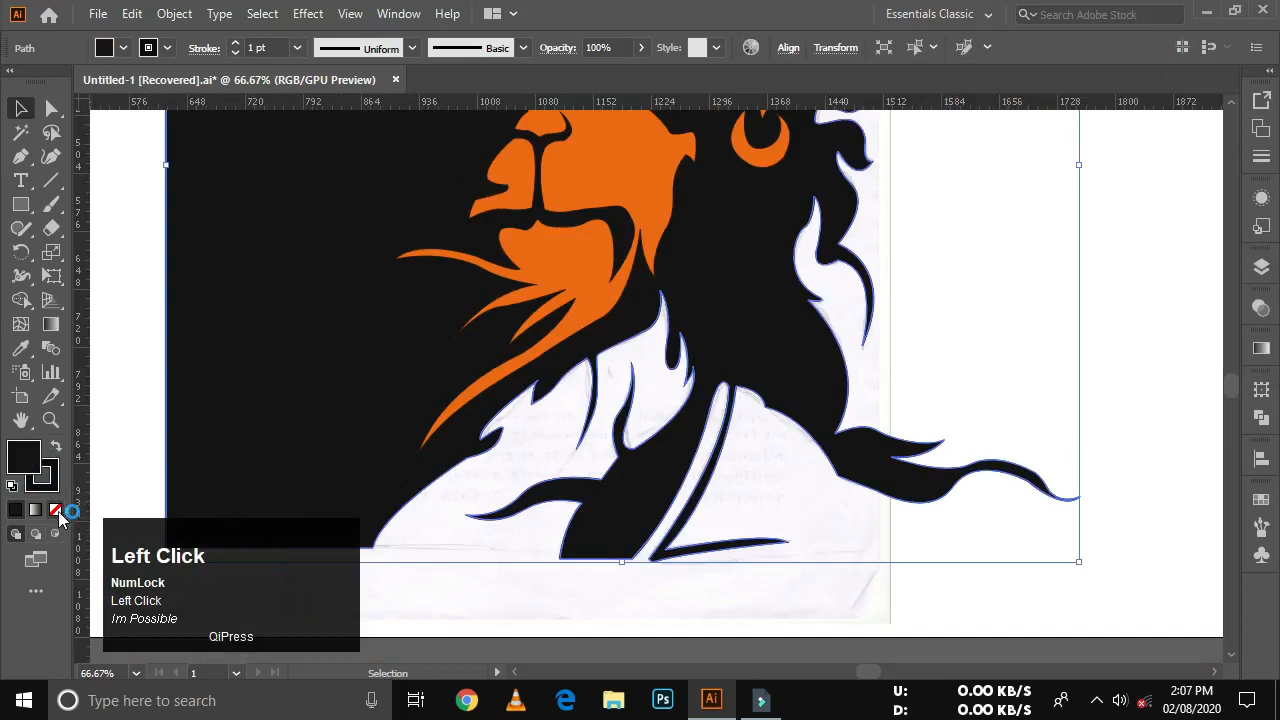 Ai File Edit Object Type Select Effect View Window Help Essentials Classic Search Adobe Stock
Path Stroke: 1 pt Uniform Basic Opacity: 100% Style: Align Transform
Untitled-1 [Recovered].ai* @ 66.67% (RGB/GPU Preview)
576 648 720 792 864 936 1008 1080 1152 1224 1296 1368 1440 1512 1584 1656 1728 1800 1872
Left Click
NumLock
Left Click
Im Possible
QiPress
66.67% 1 Selection
Type here to search Ps Ai
U: 0.00 KB/S
D: 0.00 KB/S
2:07 PM
02/08/2020